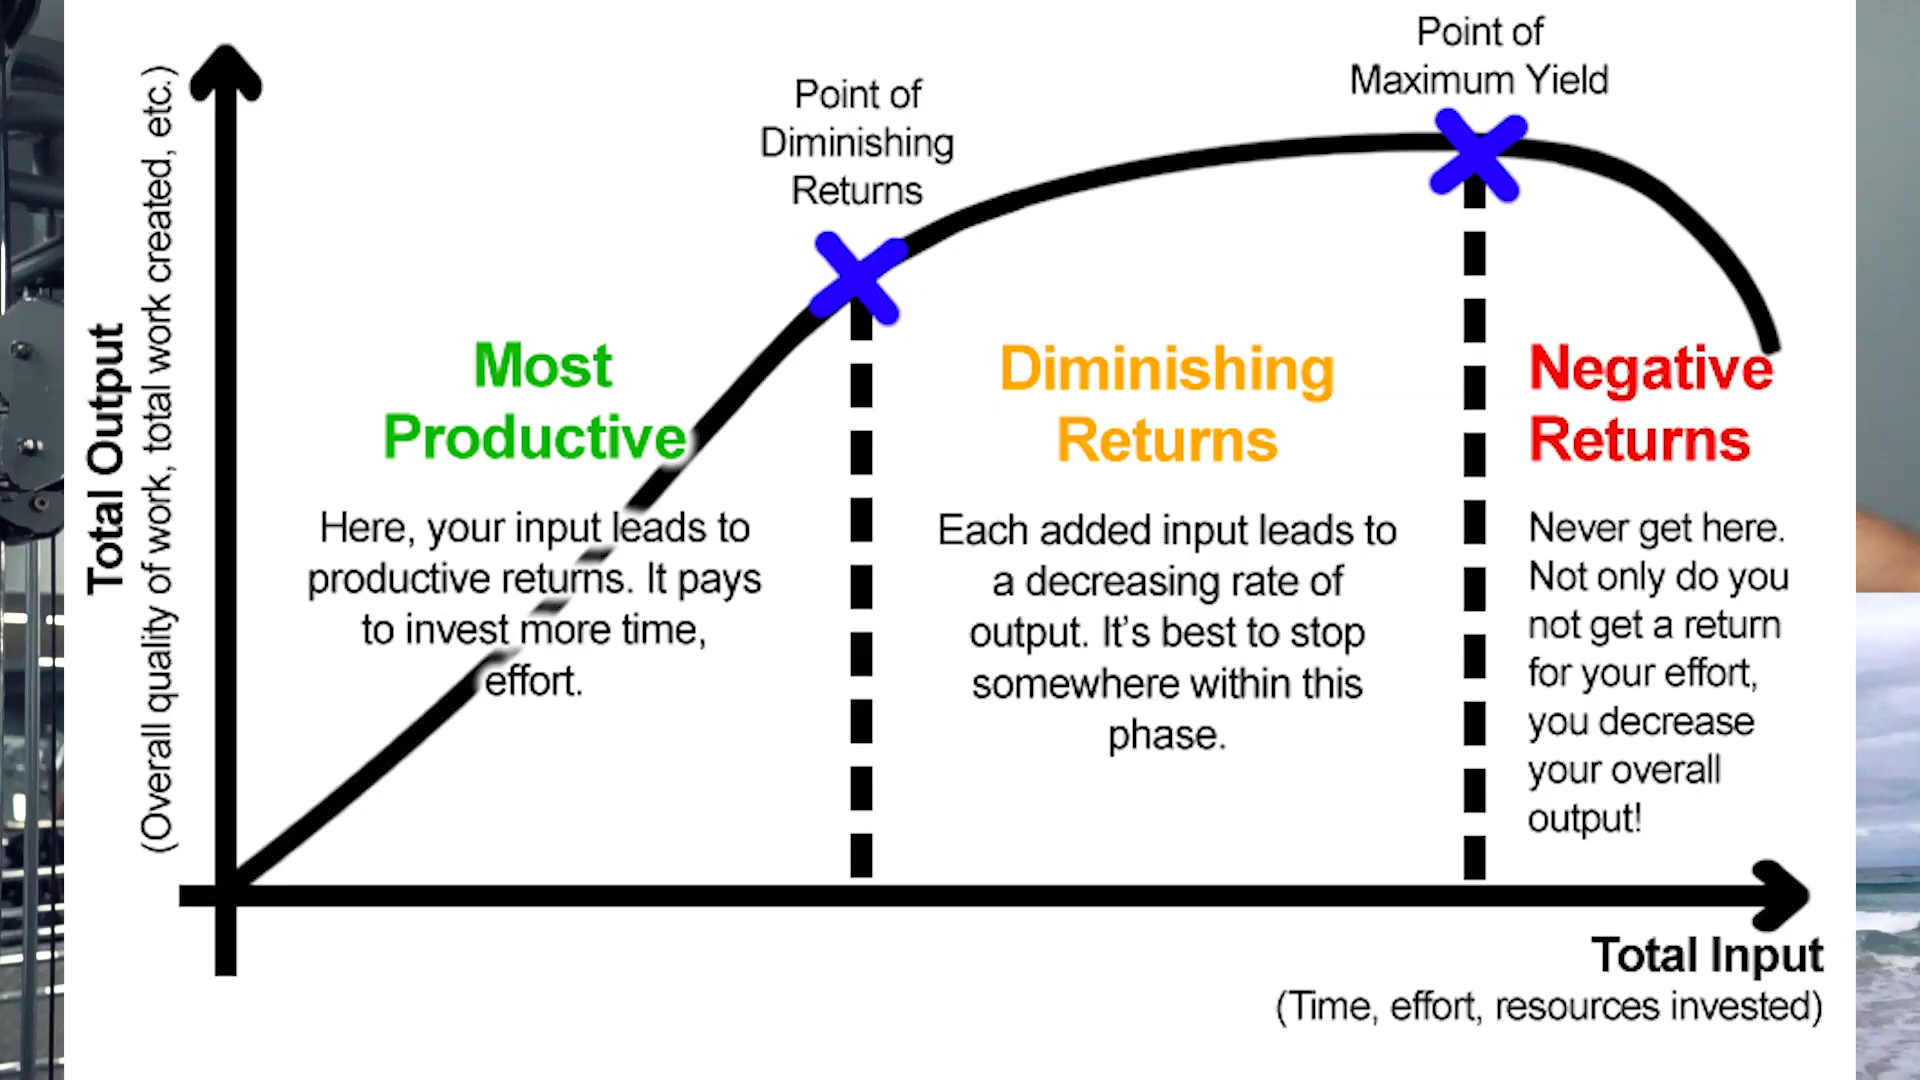 Point of
Maximum Yield
Point of
Diminishing
Returns
Total Output
(Overall quality of work, total work created, etc.)
Most
Productive
Here, your input leads to
productive returns. It pays
to invest more time,
effort.
Diminishing
Returns
Each added input leads to
a decreasing rate of
output. It’s best to stop
somewhere within this
phase.
Negative
Returns
Never get here.
Not only do you
not get a return
for your effort,
you decrease
your overall
output!
Total Input
(Time, effort, resources invested)